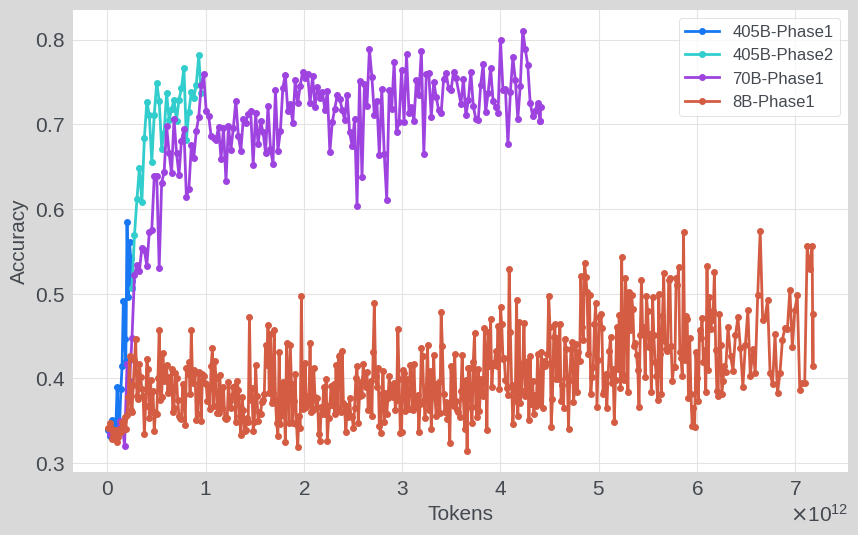 405B-Phase1
405B-Phase2
70B-Phase1
8B-Phase1
Accuracy
0.8
0.7
0.6
0.5
0.4
0.3
0 1 2 3 4 5 6 7
Tokens
×10¹²